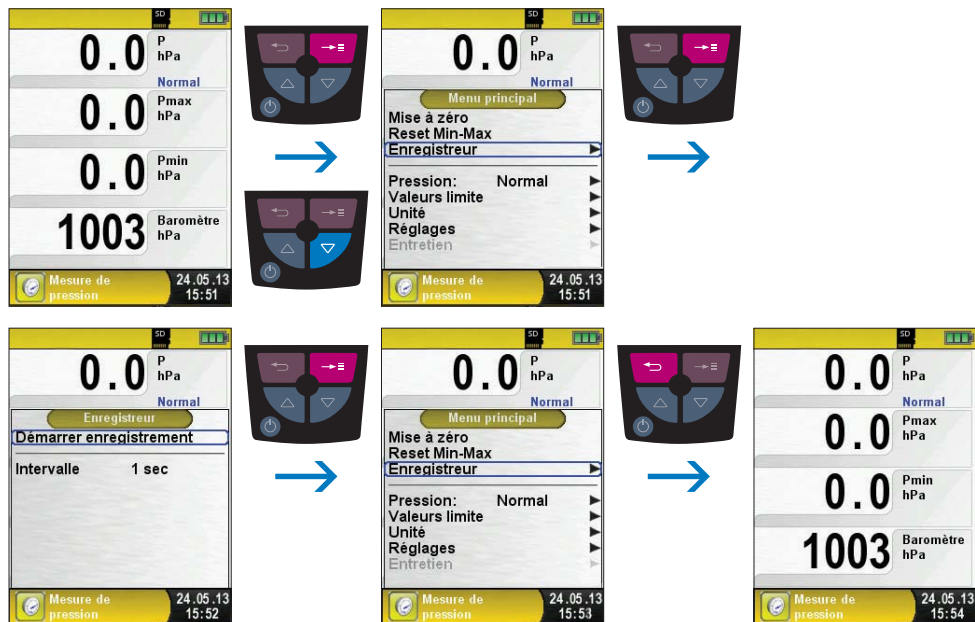 SD
0.0 P hPa
Normal
0.0 Pmax hPa
0.0 Pmin hPa
1003 Baromètre hPa
Mesure de pression
24.05.13
15:51
SD
0.0 P hPa
Normal
Menu principal
Mise à zéro
Reset Min-Max
Enregistreur
Pression: Normal
Valeurs limite
Unité
Réglages
Entretien
Mesure de pression
24.05.13
15:51
SD
0.0 P hPa
Normal
Enregistreur
Démarrer enregistrement
Intervalle 1 sec
Mesure de pression
24.05.13
15:52
SD
0.0 P hPa
Normal
Menu principal
Mise à zéro
Reset Min-Max
Enregistreur
Pression: Normal
Valeurs limite
Unité
Réglages
Entretien
Mesure de pression
24.05.13
15:53
SD
0.0 P hPa
Normal
0.0 Pmax hPa
0.0 Pmin hPa
1003 Baromètre hPa
Mesure de pression
24.05.13
15:54